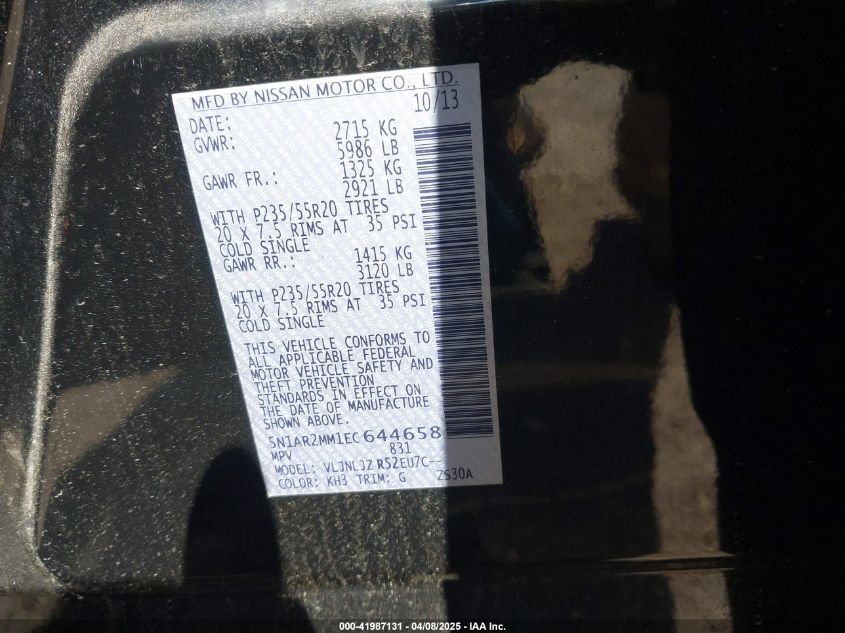 MFD BY NISSAN MOTOR CO., LTD.
DATE: 10/13
GVWR: 2715 KG
5986 LB
GAWR FR.: 1325 KG
2921 LB
WITH P235/55R20 TIRES
20 X 7.5 RIMS AT 35 PSI
COLD SINGLE
GAWR RR.: 1415 KG
3120 LB
WITH P235/55R20 TIRES
20 X 7.5 RIMS AT 35 PSI
COLD SINGLE
THIS VEHICLE CONFORMS TO
ALL APPLICABLE FEDERAL
MOTOR VEHICLE SAFETY AND
THEFT PREVENTION
STANDARDS IN EFFECT ON
THE DATE OF MANUFACTURE
SHOWN ABOVE.
5N1AR2MM1EC644658
MPV 831
MODEL: VLJNLJZ R52EU7C--
COLOR: KH3 TRIM: G ZS30A
000-41987131 - 04/08/2025 - IAA Inc.